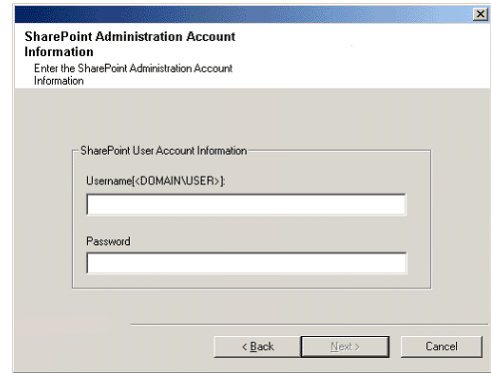 SharePoint Administration Account
Information
Enter the SharePoint Administration Account
Information
SharePoint User Account Information
Username[<DOMAIN\USER>]:
Password
< Back
Next >
Cancel